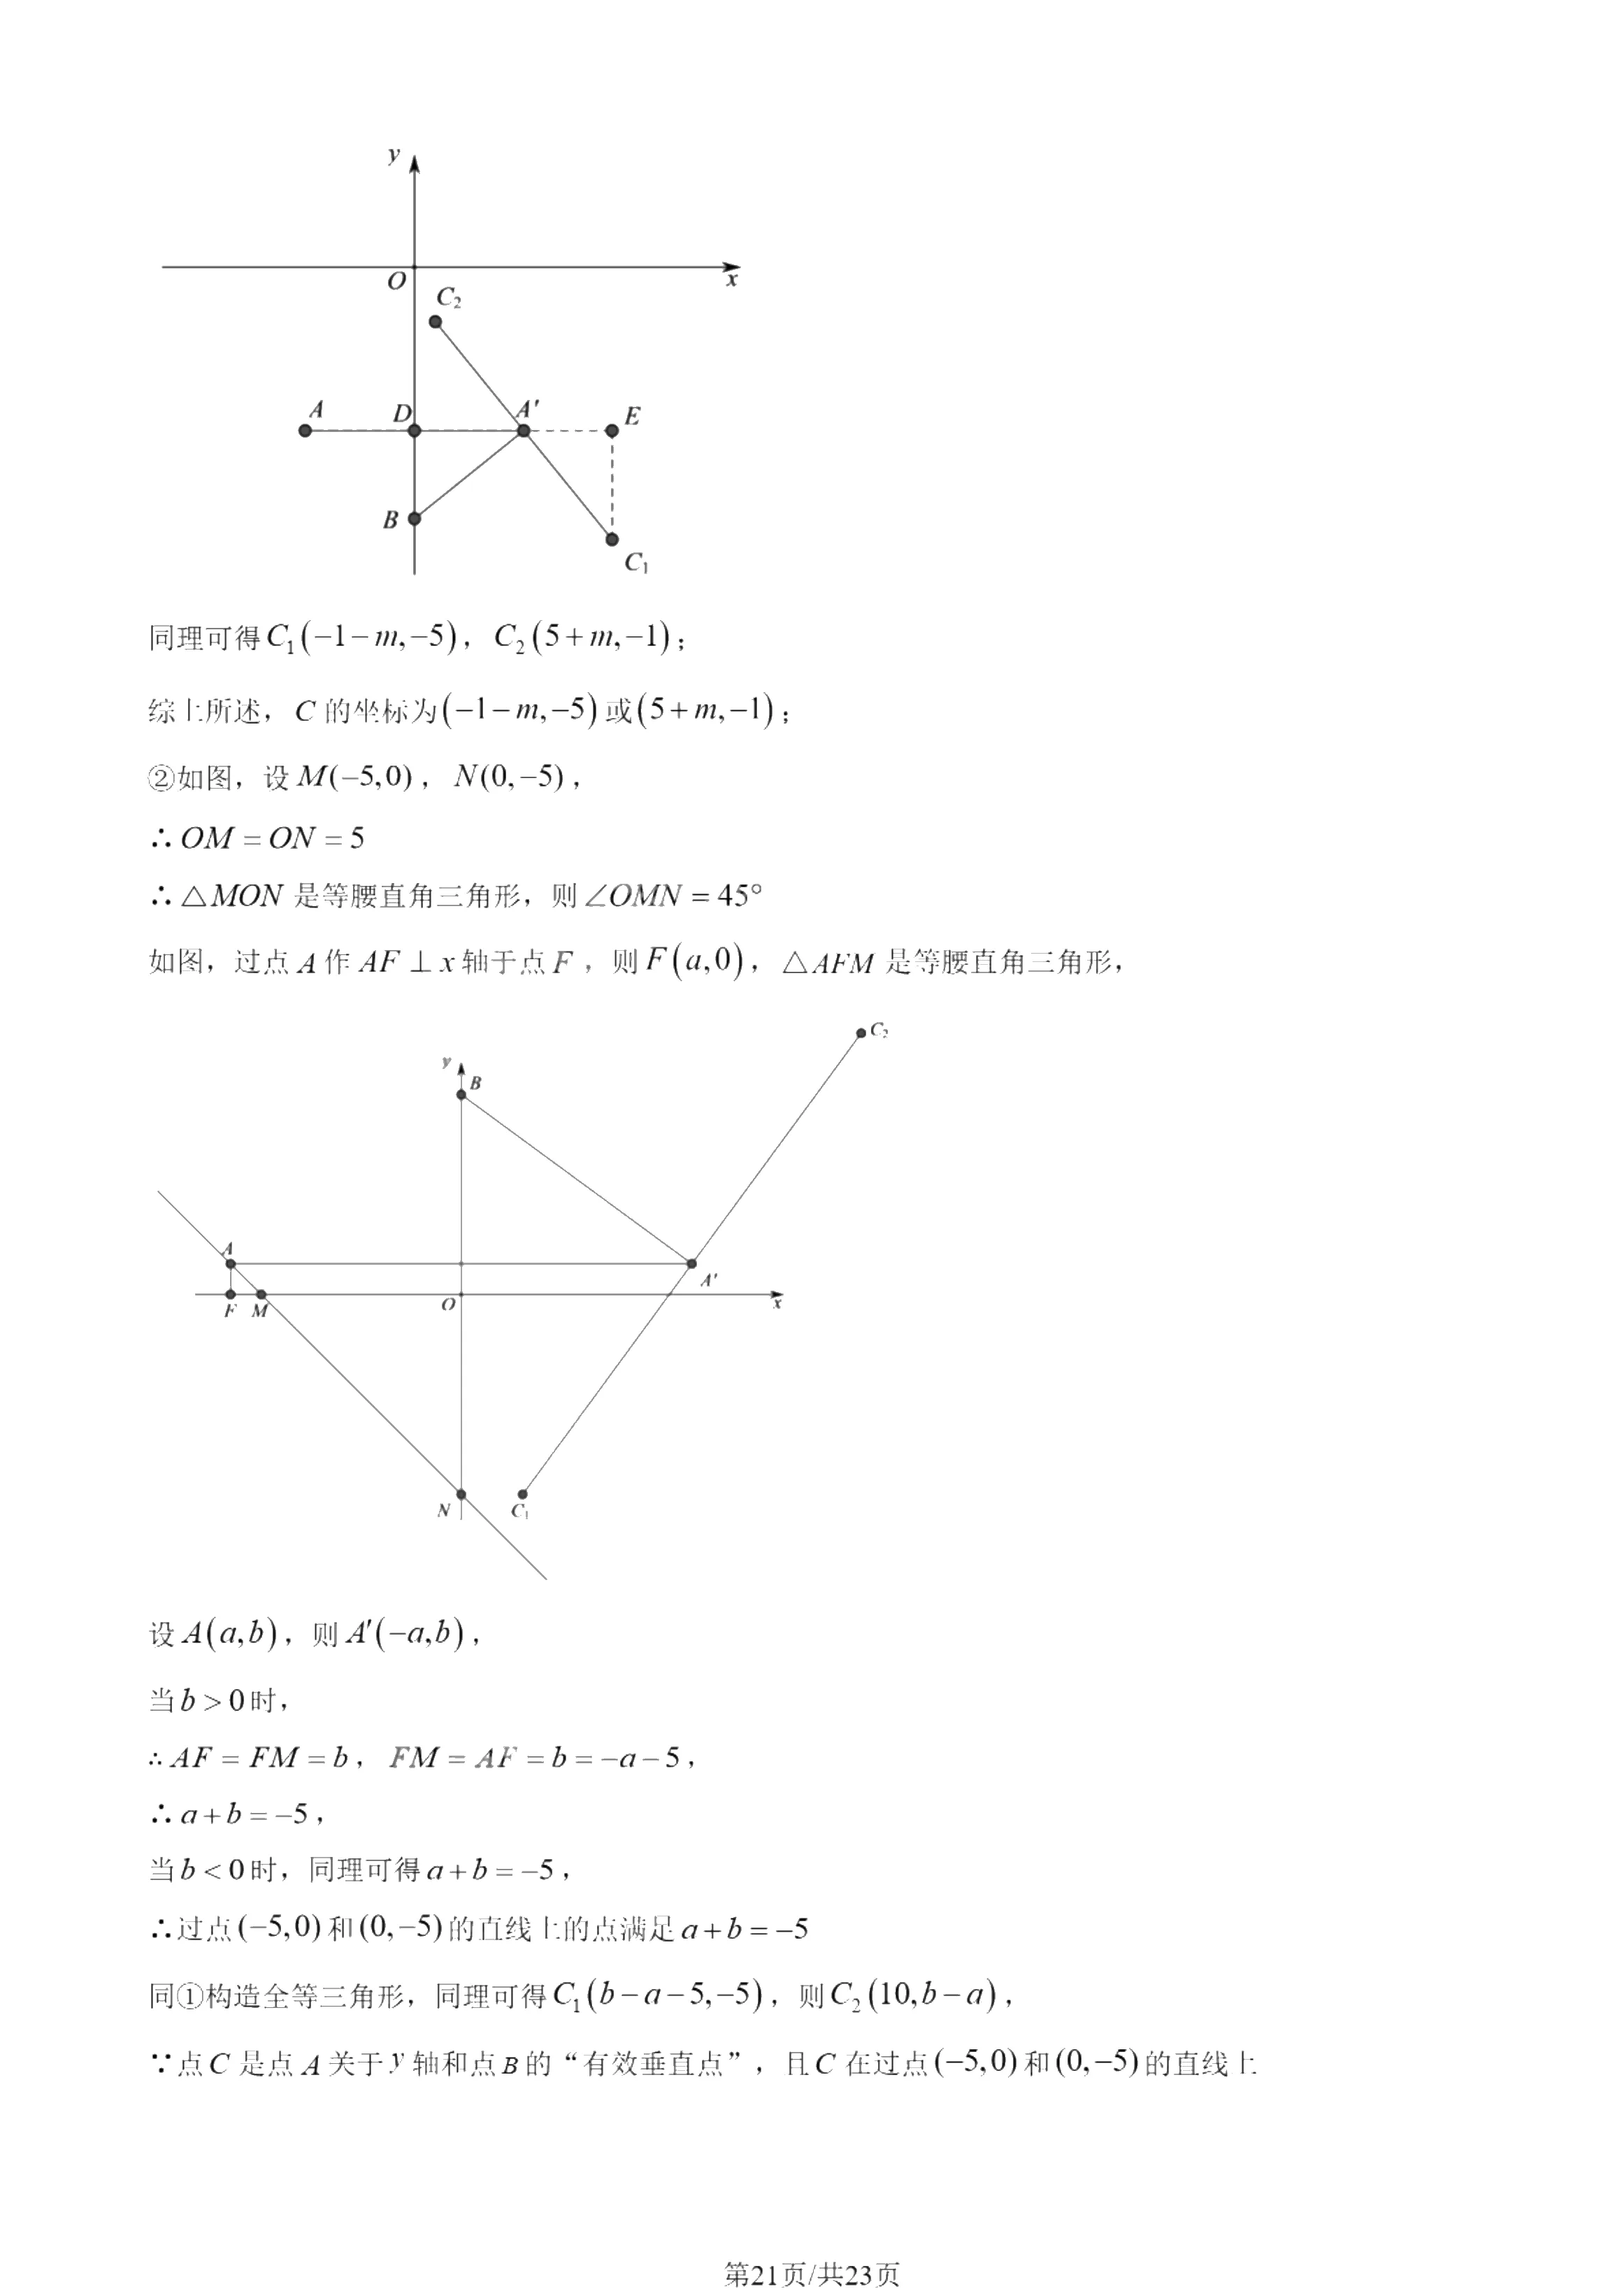 y
O
x
C₂
A
D
A′
E
B
C₁
同理可得C₁(−1−m,−5)，C₂(5+m,−1)；
综上所述，C 的坐标为(−1−m,−5)或(5+m,−1)；
②如图，设M(−5,0)，N(0,−5)，
∴OM=ON=5
∴△MON 是等腰直角三角形，则∠OMN=45°
如图，过点A作AF⊥x轴于点F，则F(a,0)，△AFM 是等腰直角三角形，
C₂
y
B
A
A′
F
M
O
x
N
C₁
设A(a,b)，则A′(−a,b)，
当b>0时，
∴AF=FM=b，FM=AF=b=−a−5，
∴a+b=−5，
当b<0时，同理可得a+b=−5，
∴过点(−5,0)和(0,−5)的直线上的点满足a+b=−5
同①构造全等三角形，同理可得C₁(b−a−5,−5)，则C₂(10,b−a)，
∵点C 是点A关于y轴和点B的“有效垂直点”，且C 在过点(−5,0)和(0,−5)的直线上
第21页/共23页